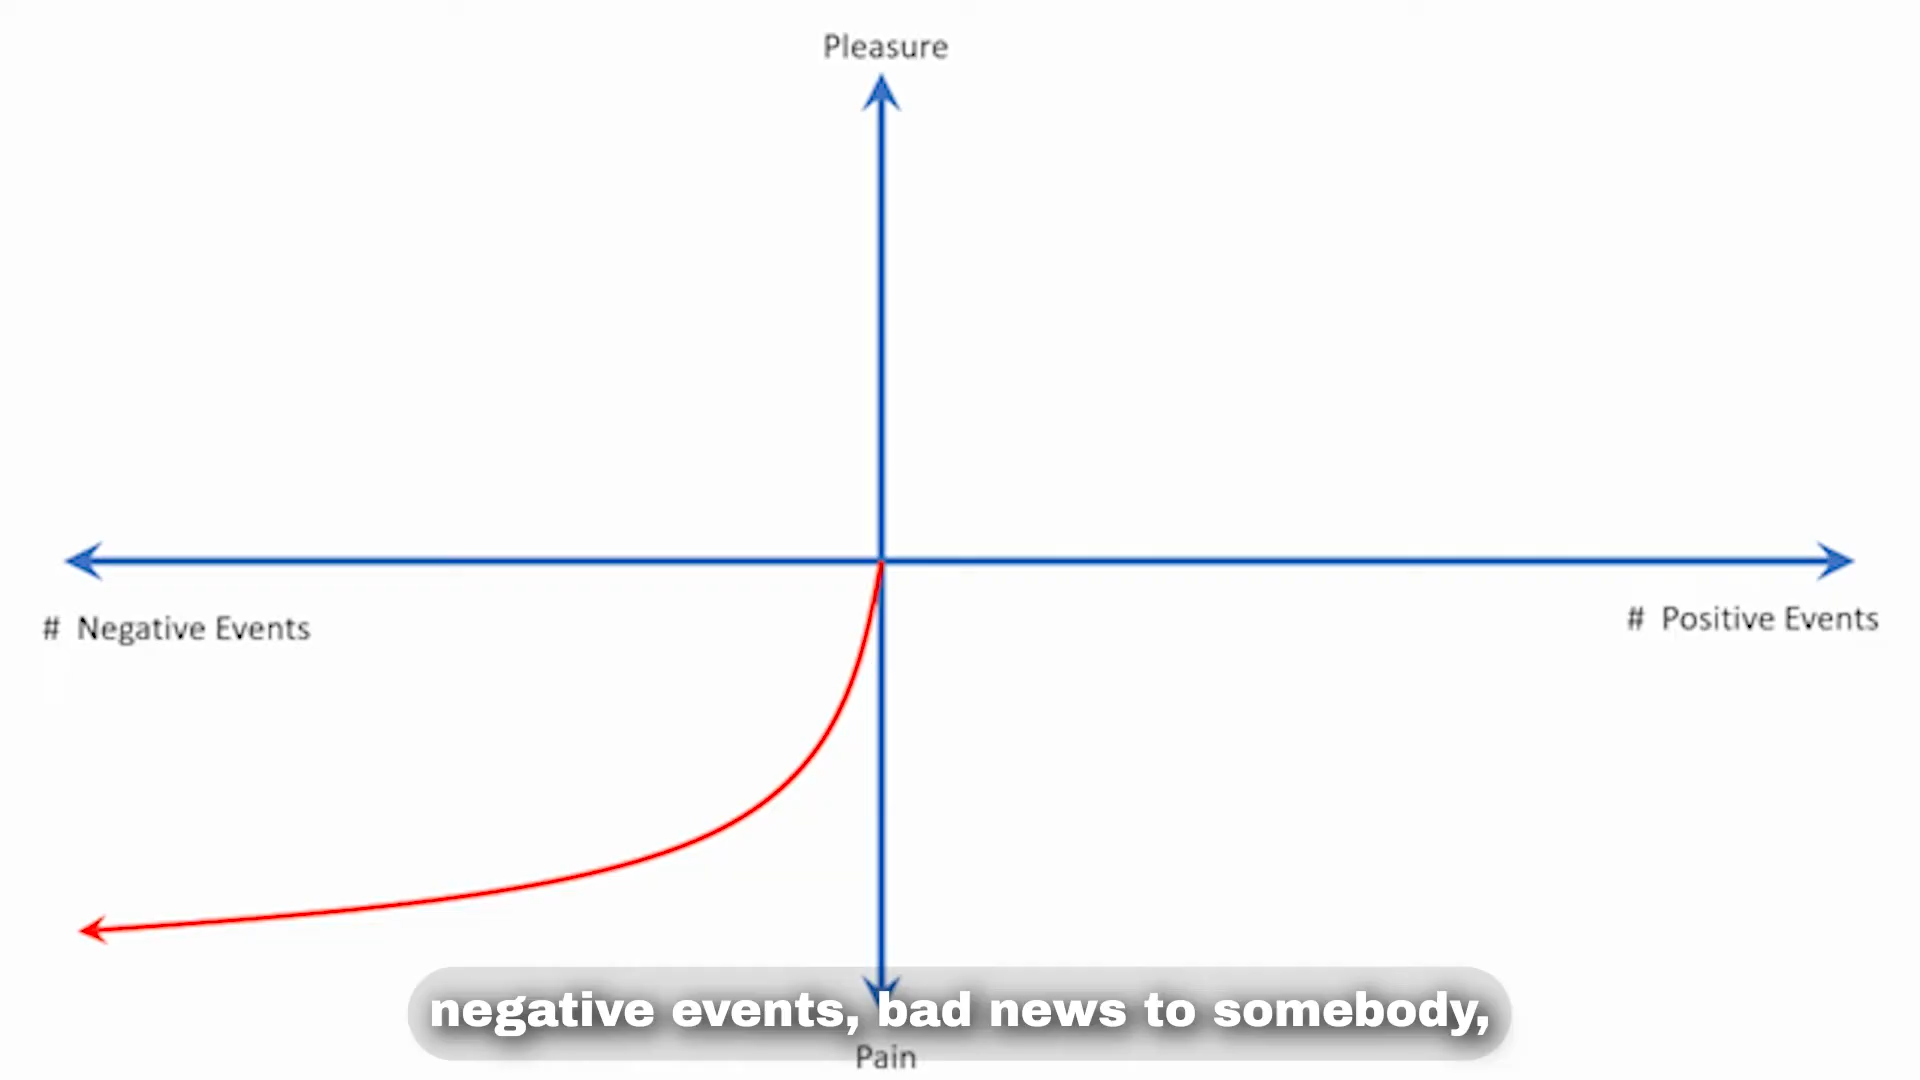 Pleasure
# Negative Events
# Positive Events
negative events, bad news to somebody,
Pain